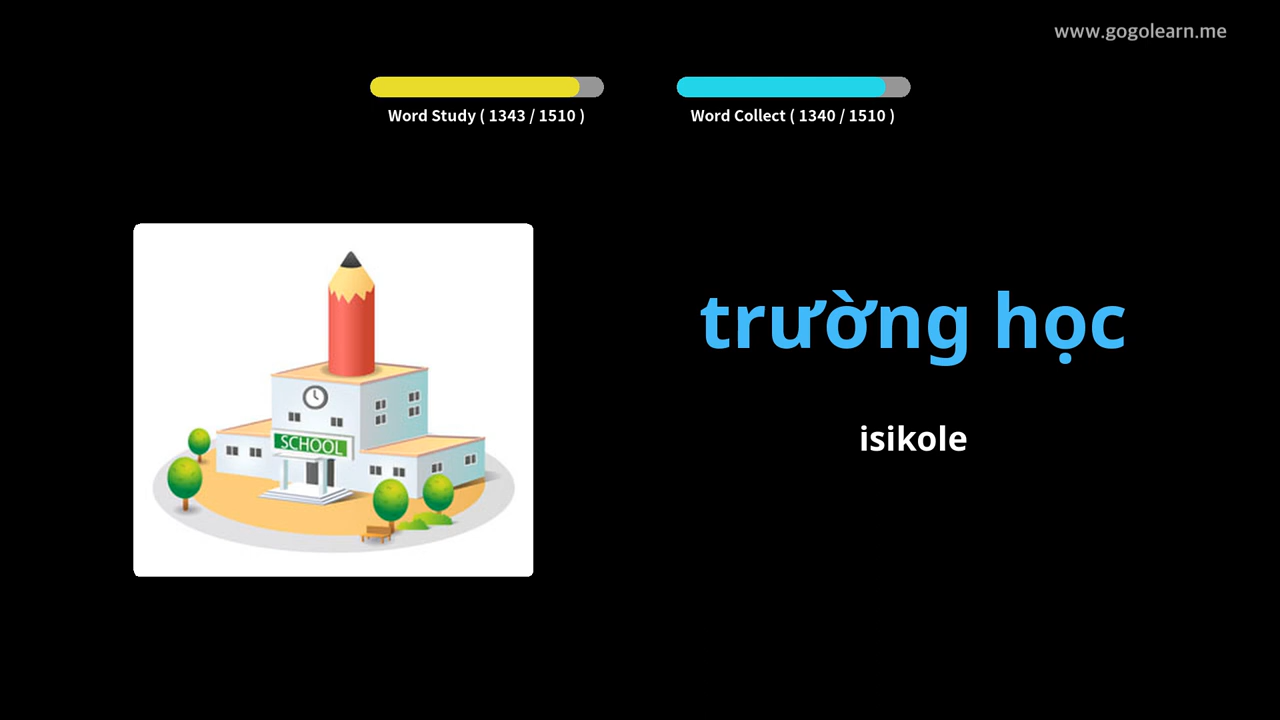 www.gogolearn.me
Word Study ( 1343 / 1510 )
Word Collect ( 1340 / 1510 )
SCHOOL
trường học
isikole